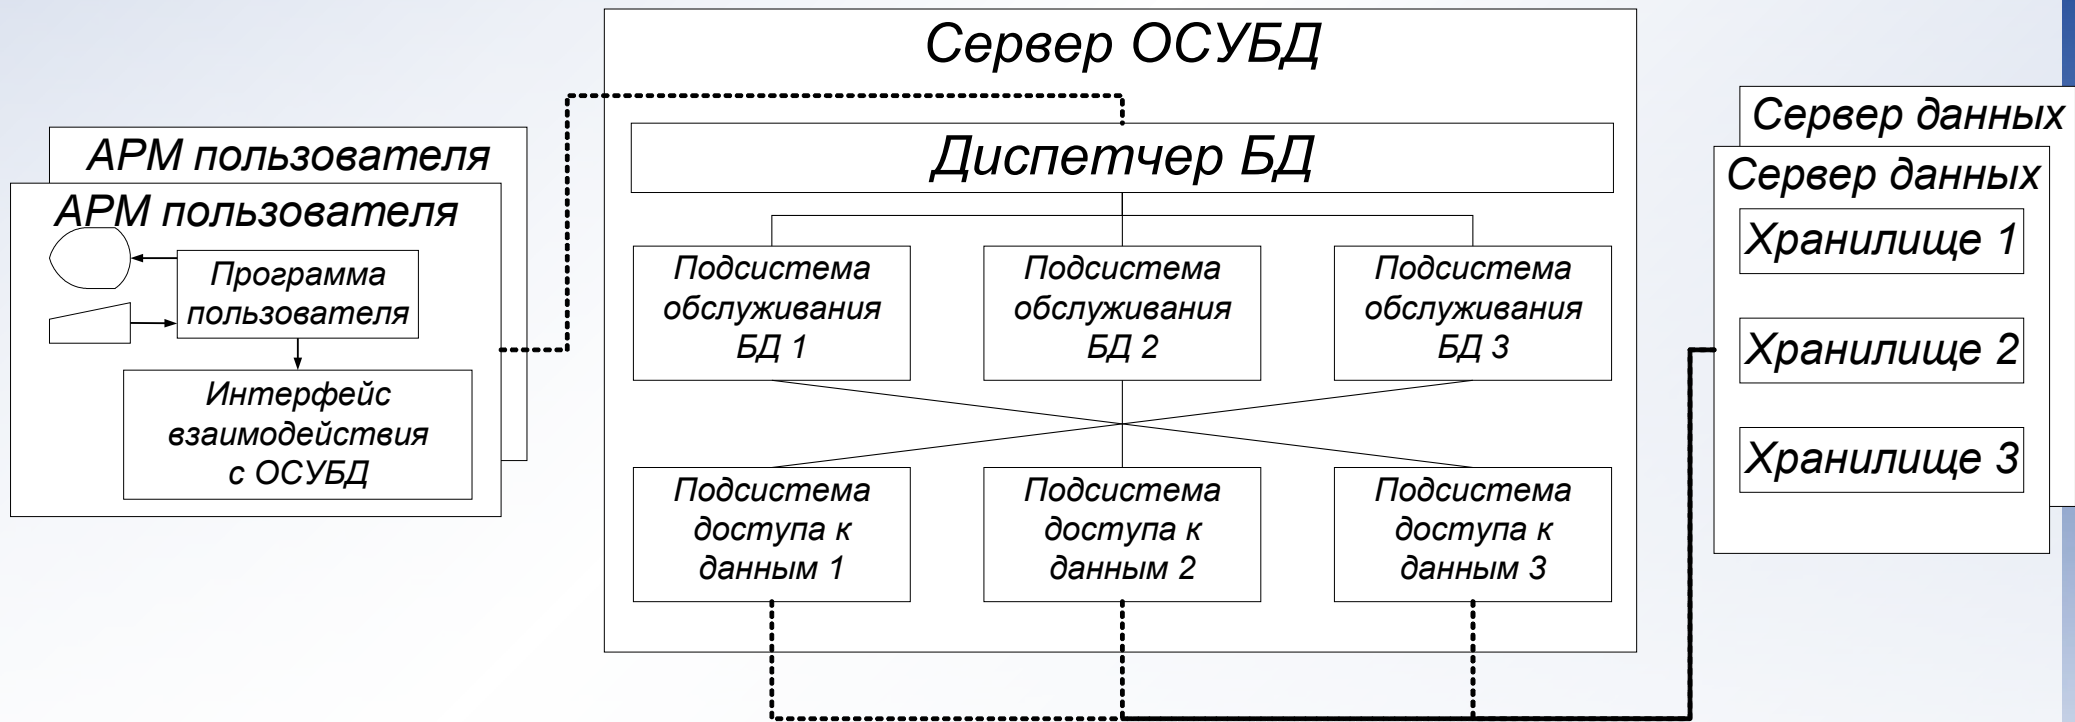 Сервер ОСУБД
АРМ пользователя
АРМ пользователя
Программа
пользователя
Интерфейс
взаимодействия
с ОСУБД
Диспетчер БД
Подсистема
обслуживания
БД 1
Подсистема
обслуживания
БД 2
Подсистема
обслуживания
БД 3
Подсистема
доступа к
данным 1
Подсистема
доступа к
данным 2
Подсистема
доступа к
данным 3
Сервер данных
Сервер данных
Хранилище 1
Хранилище 2
Хранилище 3